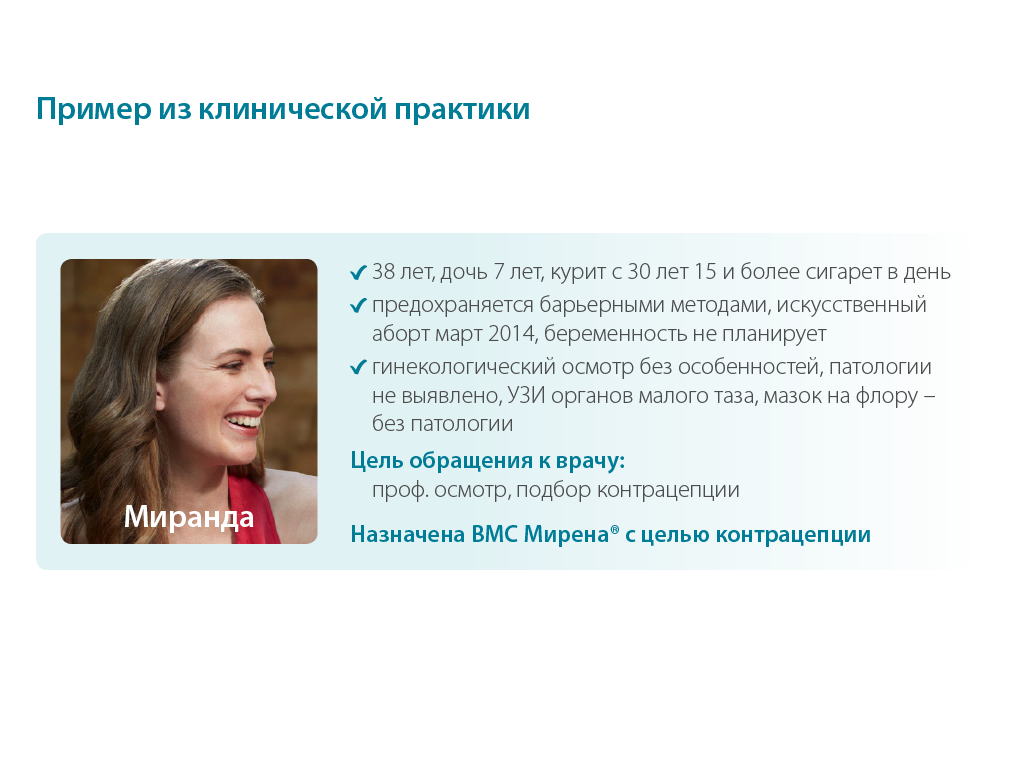 Пример из клинической практики
38 лет, дочь 7 лет, курит с 30 лет 15 и более сигарет в день
предохраняется барьерными методами, искусственный
аборт март 2014, беременность не планирует
гинекологический осмотр без особенностей, патологии
не выявлено, УЗИ органов малого таза, мазок на флору –
без патологии
Цель обращения к врачу:
проф. осмотр, подбор контрацепции
Назначена ВМС Мирена® с целью контрацепции
Миранда